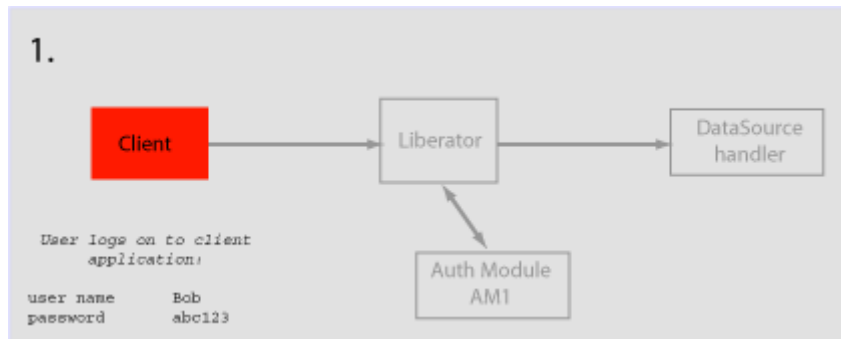 1.
Client
Liberator
DataSource
handler
Auth Module
AM1
User logs on to client
application:
user name Bob
password abc123